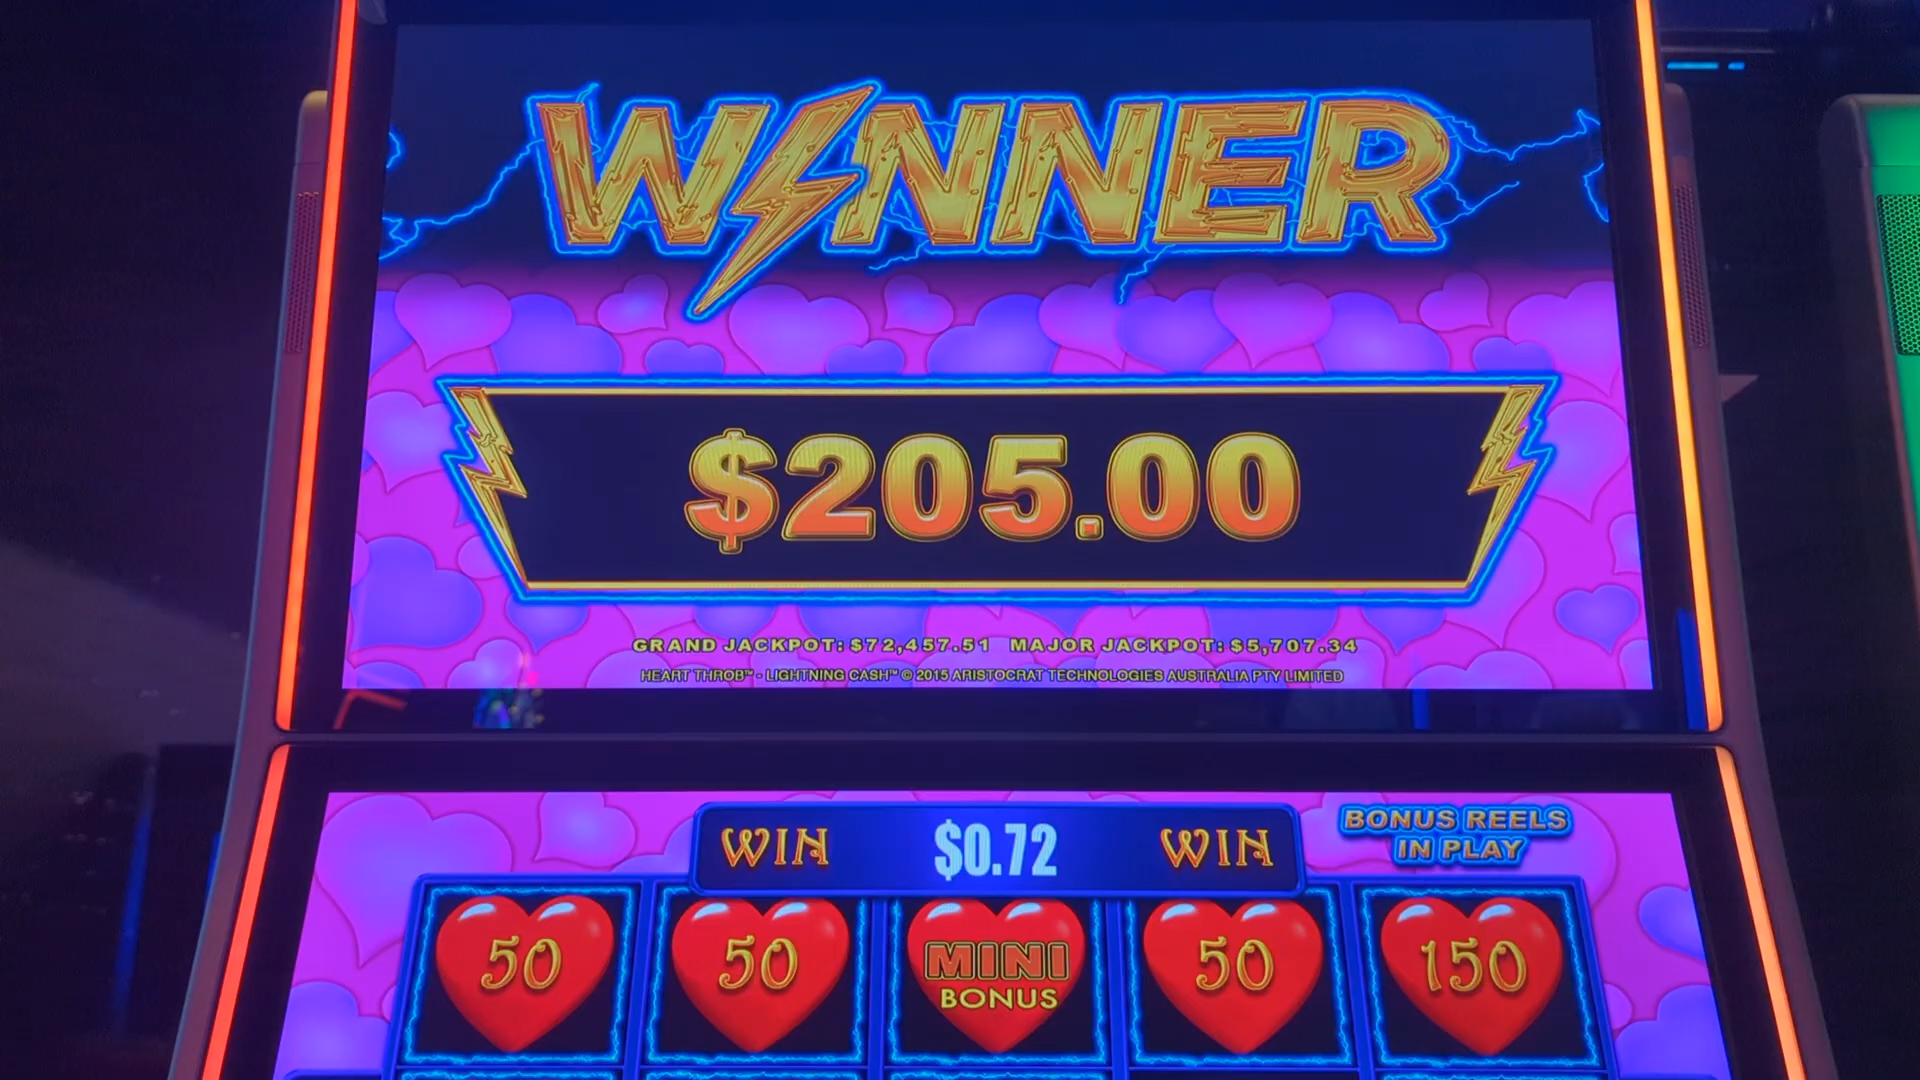 WINNER
$205.00
GRAND JACKPOT: $72,457.51 MAJOR JACKPOT: $5,707.34
HEART THROB™ - LIGHTNING CASH™ © 2015 ARISTOCRAT TECHNOLOGIES AUSTRALIA PTY LIMITED
WIN $0.72 WIN
BONUS REELS
IN PLAY
50 50 MINI BONUS 50 150